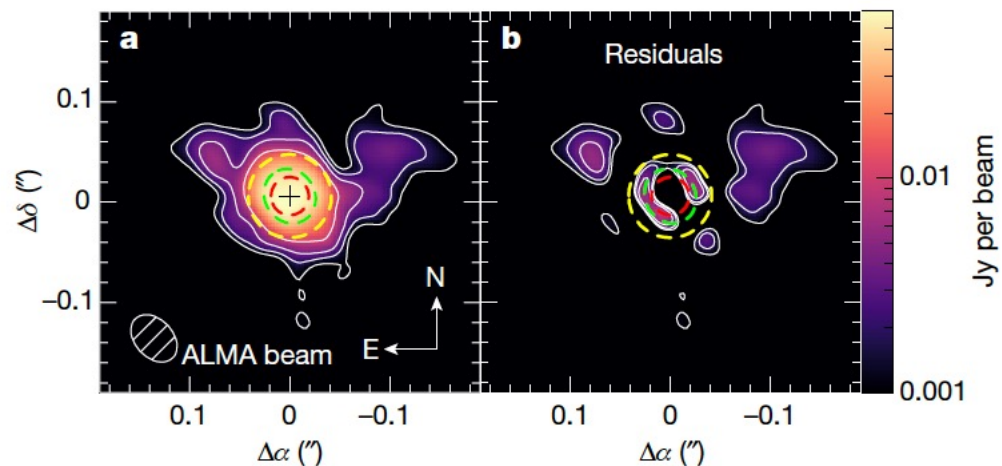 a
b
Residuals
0.1
0
−0.1
Δδ (″)
N
E
ALMA beam
0.1
0
−0.1
Δα (″)
0.1
0
−0.1
Δα (″)
0.01
0.001
Jy per beam